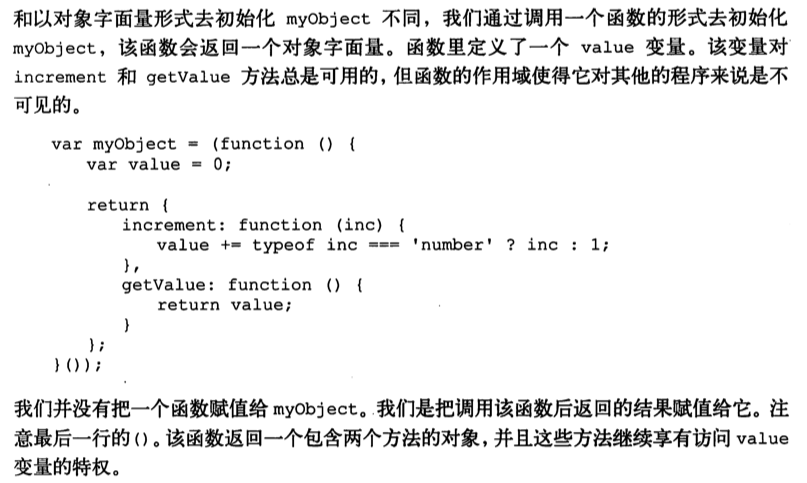 和以对象字面量形式去初始化 myObject 不同，我们通过调用一个函数的形式去初始化
myObject，该函数会返回一个对象字面量。函数里定义了一个 value 变量。该变量对
increment 和 getValue 方法总是可用的，但函数的作用域使得它对其他的程序来说是不
可见的。
var myObject = (function () {
    var value = 0;
    return {
        increment: function (inc) {
            value += typeof inc === 'number' ? inc : 1;
        },
        getValue: function () {
            return value;
        }
    };
}());
我们并没有把一个函数赋值给 myObject。我们是把调用该函数后返回的结果赋值给它。注
意最后一行的()。该函数返回一个包含两个方法的对象，并且这些方法继续享有访问 value
变量的特权。